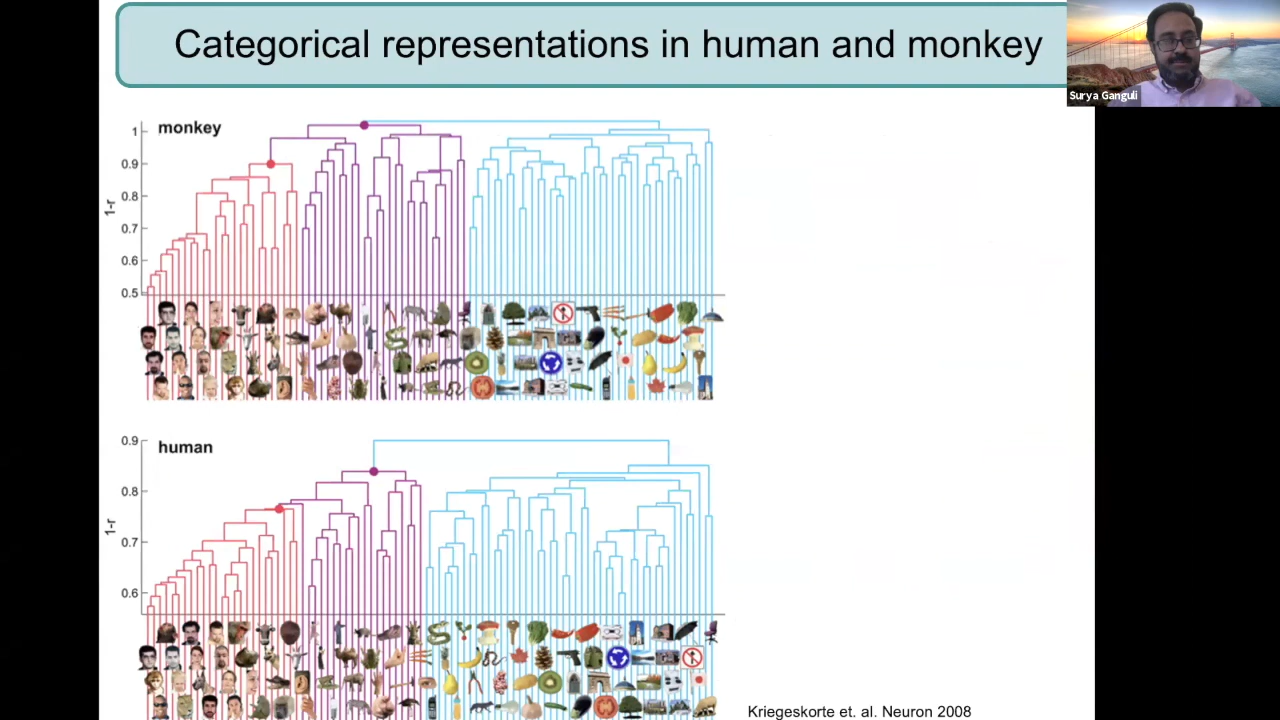 Categorical representations in human and monkey
Surya Ganguli
monkey
1
0.9
0.8
0.7
0.6
0.5
1-r
human
0.9
0.8
0.7
0.6
1-r
Kriegeskorte et. al. Neuron 2008